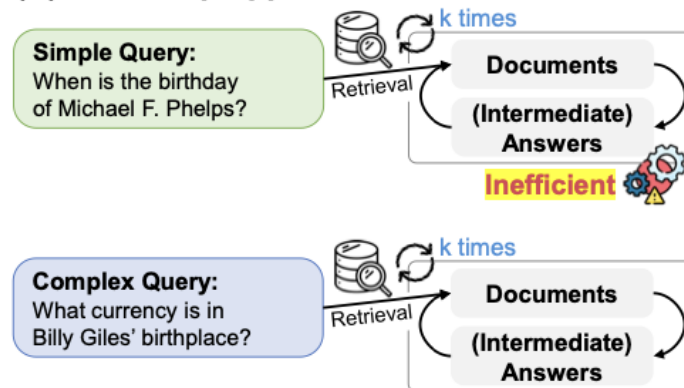 Simple Query:
When is the birthday
of Michael F. Phelps?
Retrieval
k times
Documents
(Intermediate)
Answers
Inefficient
Complex Query:
What currency is in
Billy Giles’ birthplace?
Retrieval
k times
Documents
(Intermediate)
Answers